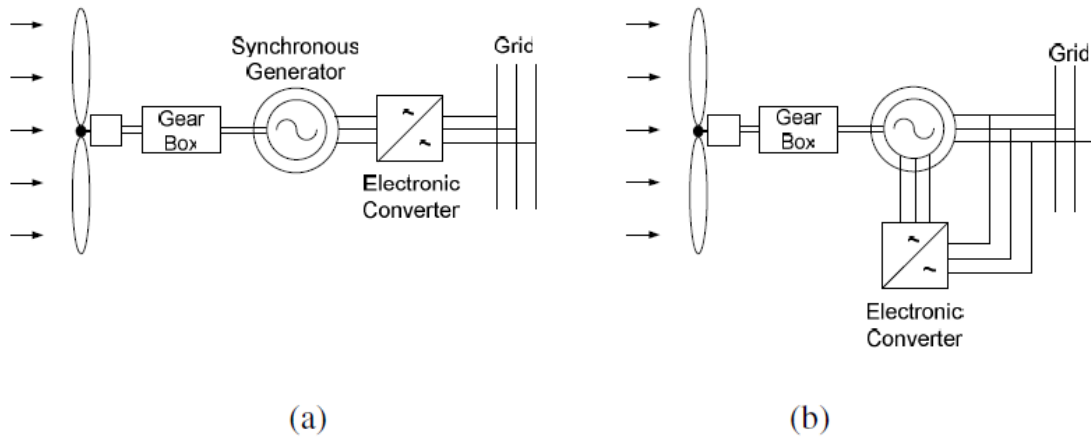 Synchronous
Generator
Grid
Gear
Box
Electronic
Converter
(a)
Grid
Gear
Box
Electronic
Converter
(b)